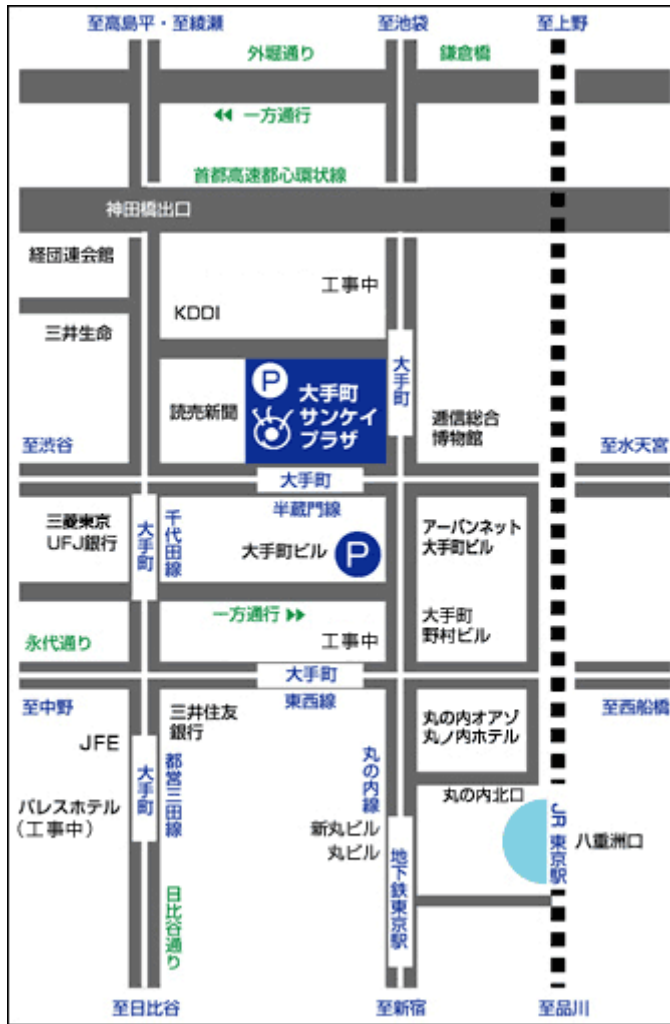 至高島平・至綾瀬
至池袋
至上野
外堀通り
鎌倉橋
一方通行
首都高速都心環状線
神田橋出口
経団連会館
工事中
KDDI
三井生命
大手町
P
大手町
サンケイ
プラザ
読売新聞
逓信総合
博物館
至渋谷
至水天宮
大手町
半蔵門線
三菱東京
UFJ銀行
大手町
千代田線
大手町ビル
P
アーバンネット
大手町ビル
一方通行
大手町
野村ビル
永代通り
工事中
大手町
東西線
至中野
至西船橋
三井住友
銀行
丸の内オアゾ
丸ノ内ホテル
JFE
大手町
都営三田線
丸の内線
丸の内北口
パレスホテル
(工事中)
新丸ビル
丸ビル
地下鉄東京駅
JR 東京駅
八重洲口
日比谷通り
至日比谷
至新宿
至品川